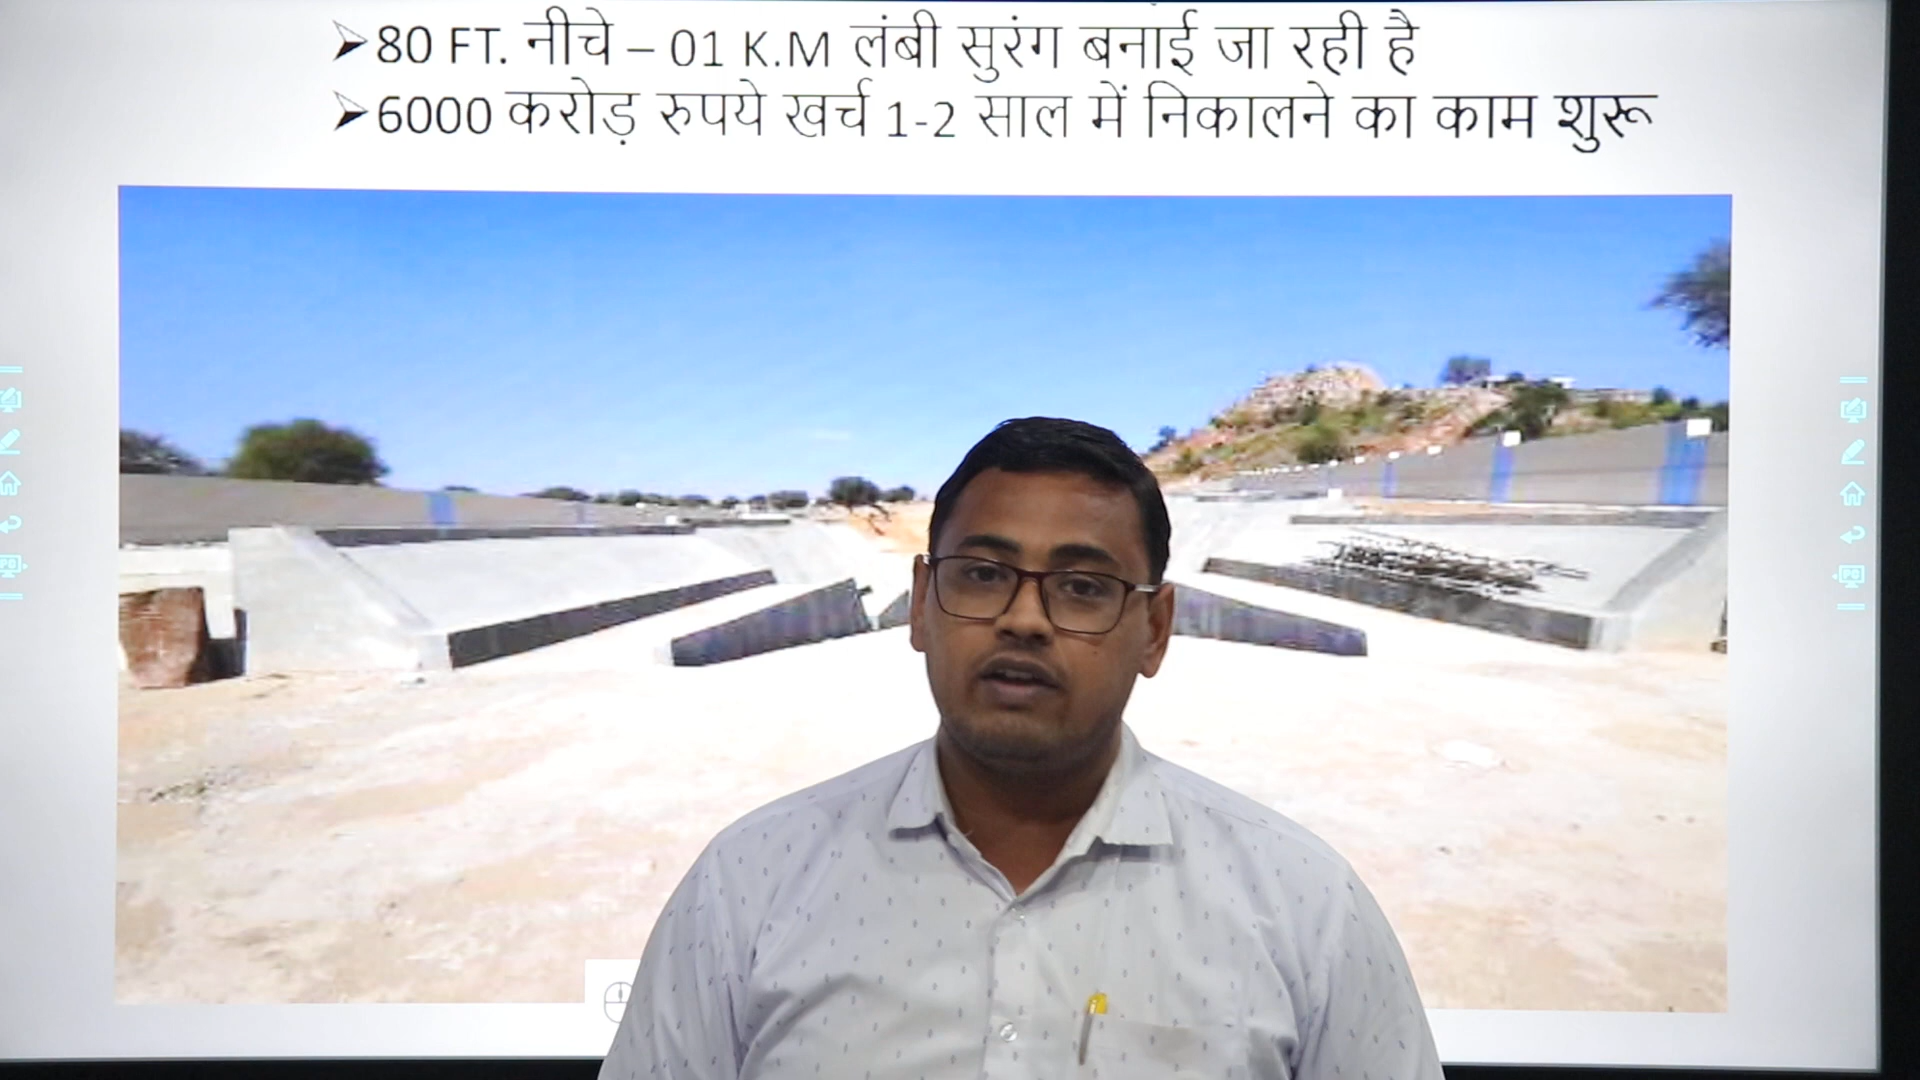 ➢80 FT. नीचे – 01 K.M लंबी सुरंग बनाई जा रही है
➢6000 करोड़ रुपये खर्च 1-2 साल में निकालने का काम शुरू